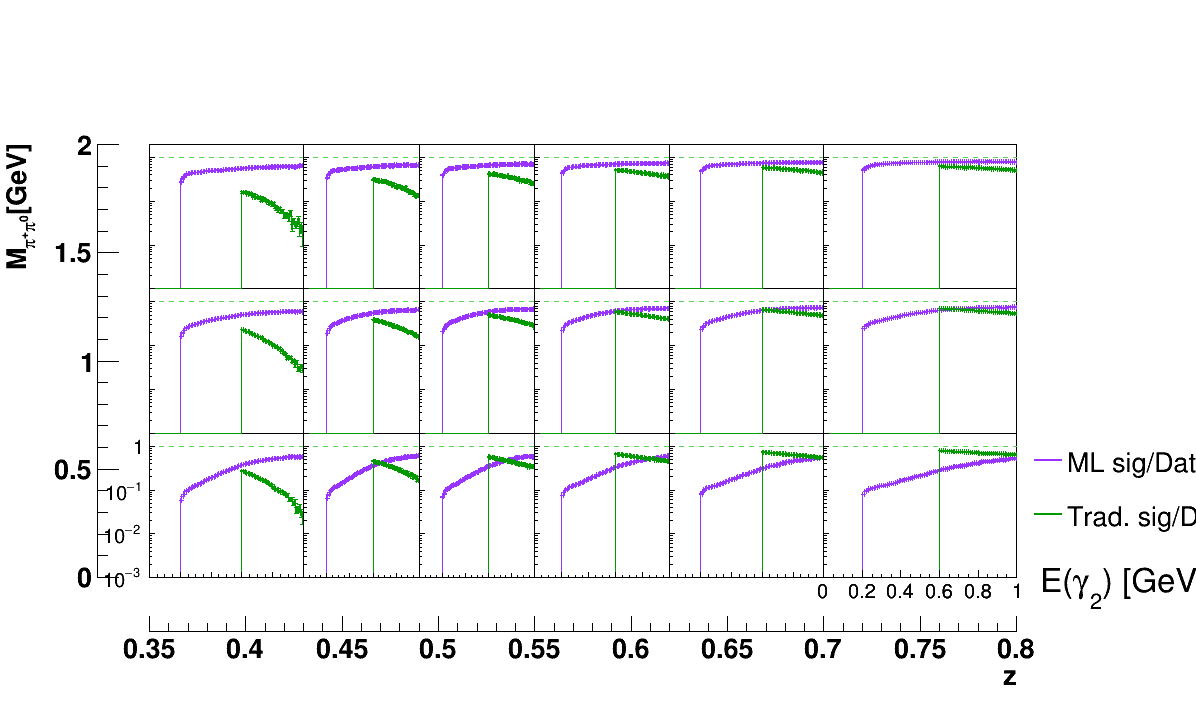 M_{π⁺π⁰}[GeV]
2
1.5
1
0.5
0
1
10⁻¹
10⁻²
10⁻³
ML sig/Dat
Trad. sig/D
0 0.2 0.4 0.6 0.8 1
E(γ₂) [GeV
0.35 0.4 0.45 0.5 0.55 0.6 0.65 0.7 0.75 0.8
z